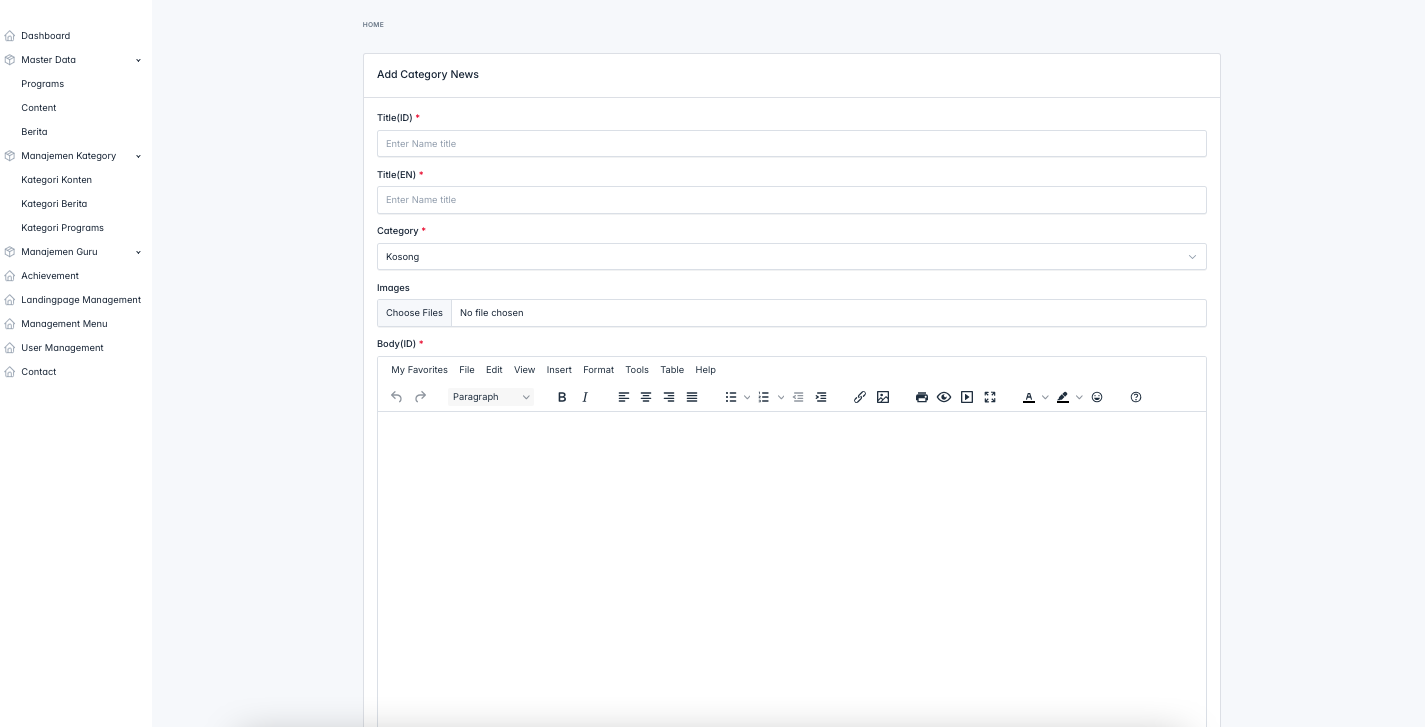 HOME
Dashboard
Master Data
Programs
Content
Berita
Manajemen Kategory
Kategori Konten
Kategori Berita
Kategori Programs
Manajemen Guru
Achievement
Landingpage Management
Management Menu
User Management
Contact
Add Category News
Title(ID) *
Enter Name title
Title(EN) *
Enter Name title
Category *
Kosong
Images
Choose Files No file chosen
Body(ID) *
My Favorites File Edit View Insert Format Tools Table Help
Paragraph B I A